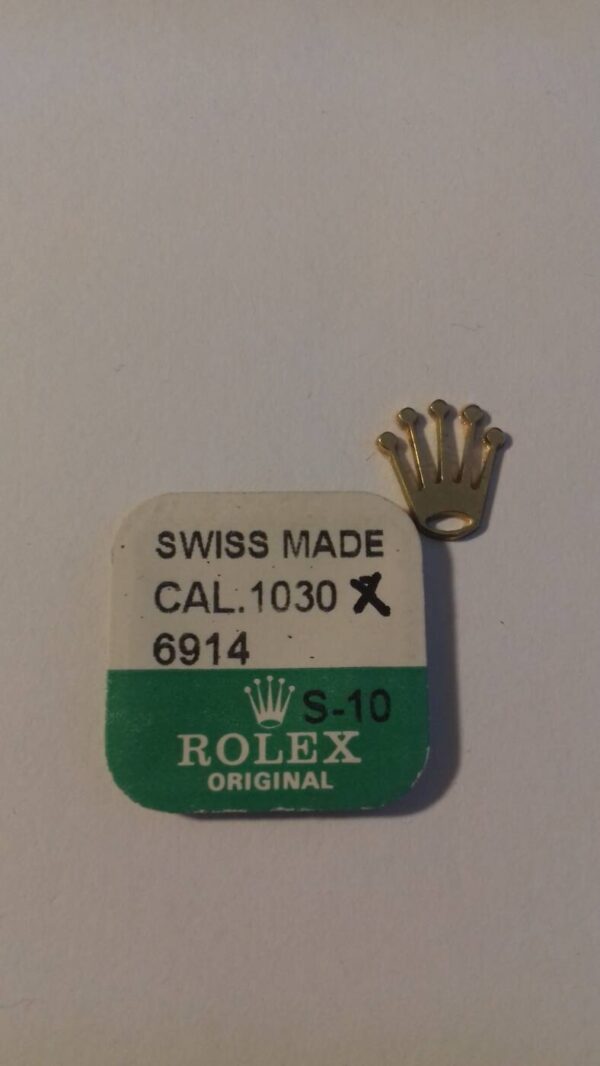 SWISS MADE
CAL.1030 X
6914
S-10
ROLEX
ORIGINAL